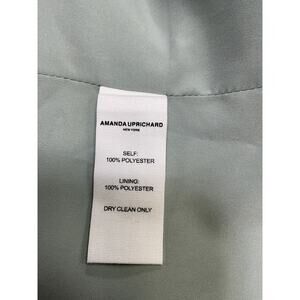 AMANDA UPRICHARD
NEW YORK
SELF:
100% POLYESTER
LINING:
100% POLYESTER
DRY CLEAN ONLY